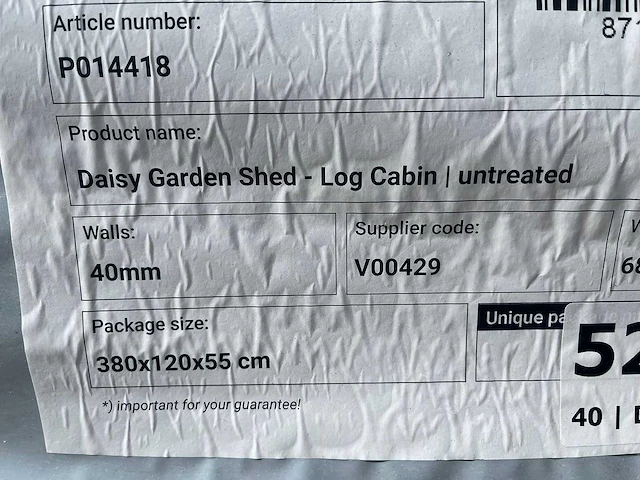 Article number:
P014418
87
Product name:
Daisy Garden Shed - Log Cabin | untreated
Walls:
40mm
Supplier code:
V00429
68
Package size:
380x120x55 cm
Unique pa
52
40 |
*) important for your guarantee!